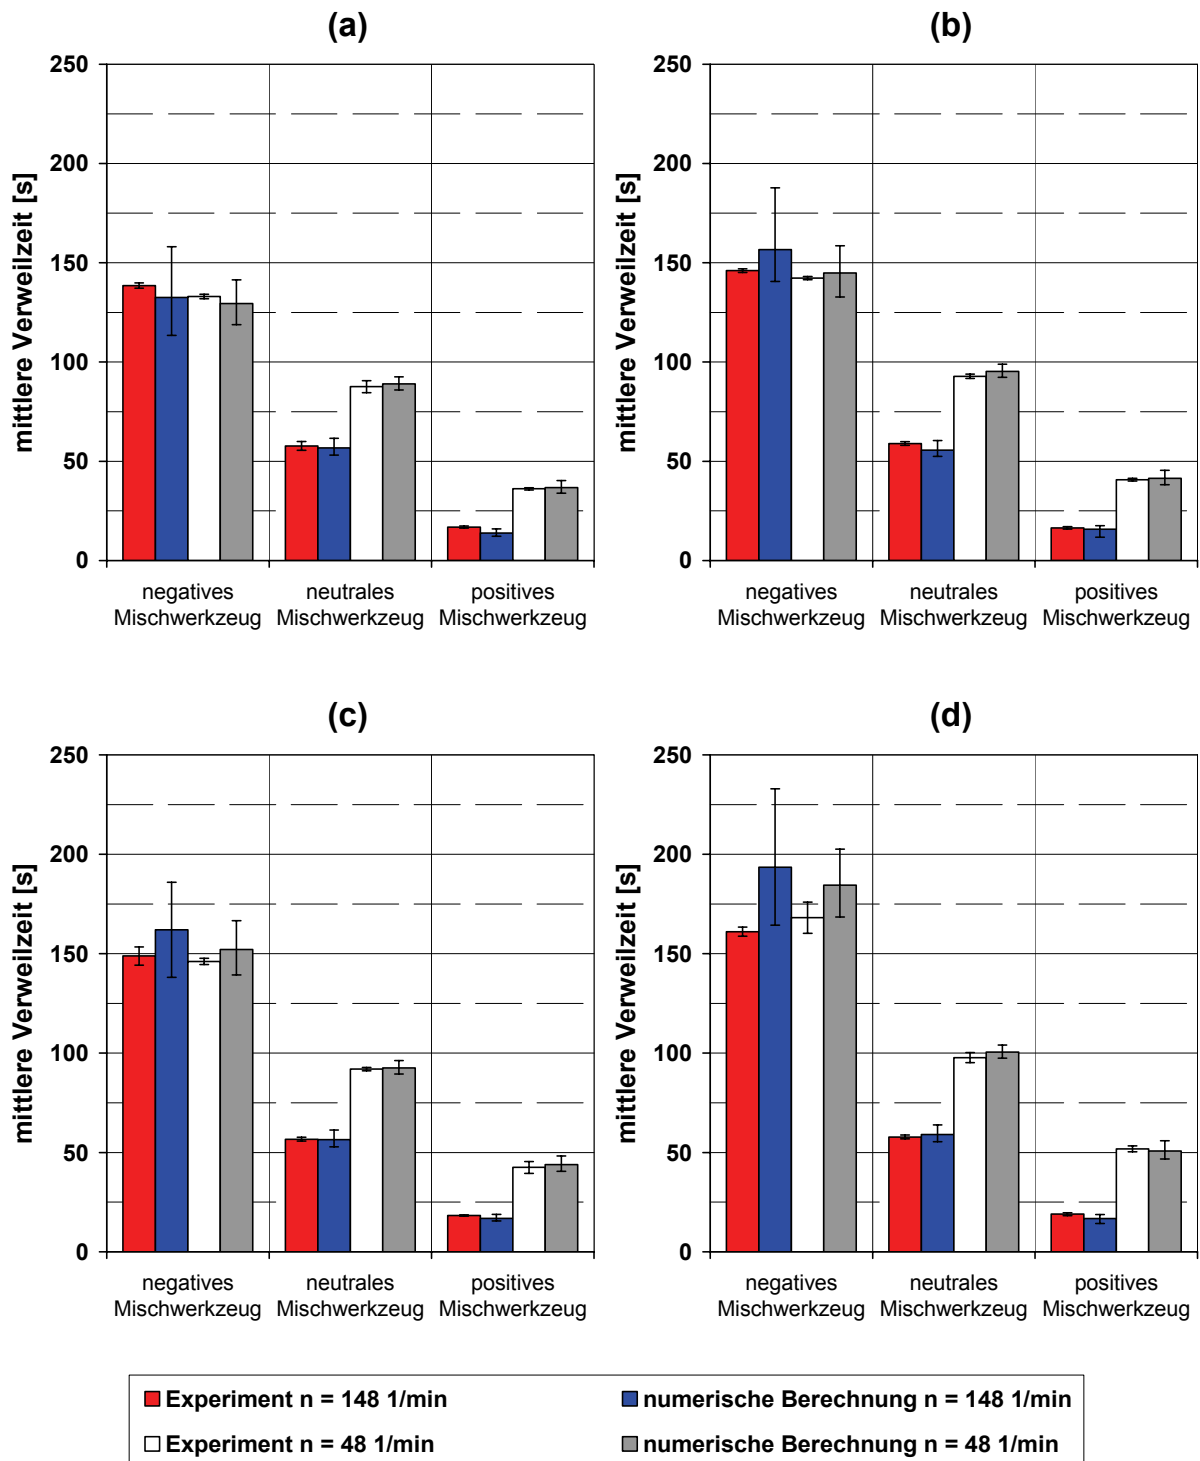 (a)
250
200
150
100
50
0
mittlere Verweilzeit [s]
negatives
Mischwerkzeug
neutrales
Mischwerkzeug
positives
Mischwerkzeug
(b)
250
200
150
100
50
0
mittlere Verweilzeit [s]
negatives
Mischwerkzeug
neutrales
Mischwerkzeug
positives
Mischwerkzeug
(c)
250
200
150
100
50
0
mittlere Verweilzeit [s]
negatives
Mischwerkzeug
neutrales
Mischwerkzeug
positives
Mischwerkzeug
(d)
250
200
150
100
50
0
mittlere Verweilzeit [s]
negatives
Mischwerkzeug
neutrales
Mischwerkzeug
positives
Mischwerkzeug
Experiment n = 148 1/min
numerische Berechnung n = 148 1/min
Experiment n = 48 1/min
numerische Berechnung n = 48 1/min